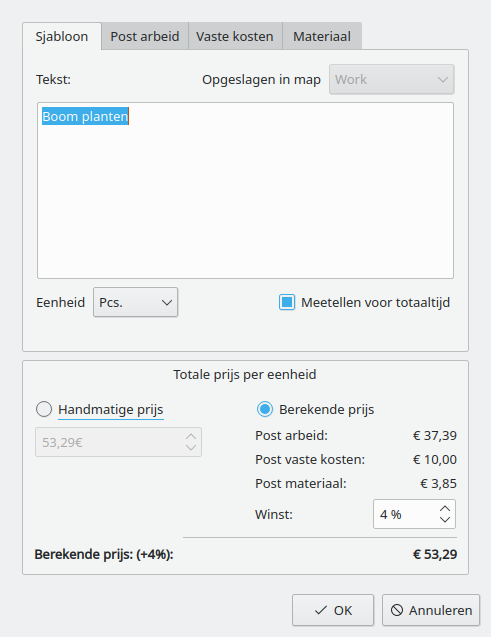 Sjabloon Post arbeid Vaste kosten Materiaal
Tekst: Opgeslagen in map Work
Boom planten
Eenheid Pcs. Meetellen voor totaaltijd
Totale prijs per eenheid
Handmatige prijs Berekende prijs
53,29€
Post arbeid: € 37,39
Post vaste kosten: € 10,00
Post materiaal: € 3,85
Winst: 4 %
Berekende prijs: (+4%): € 53,29
OK Annuleren